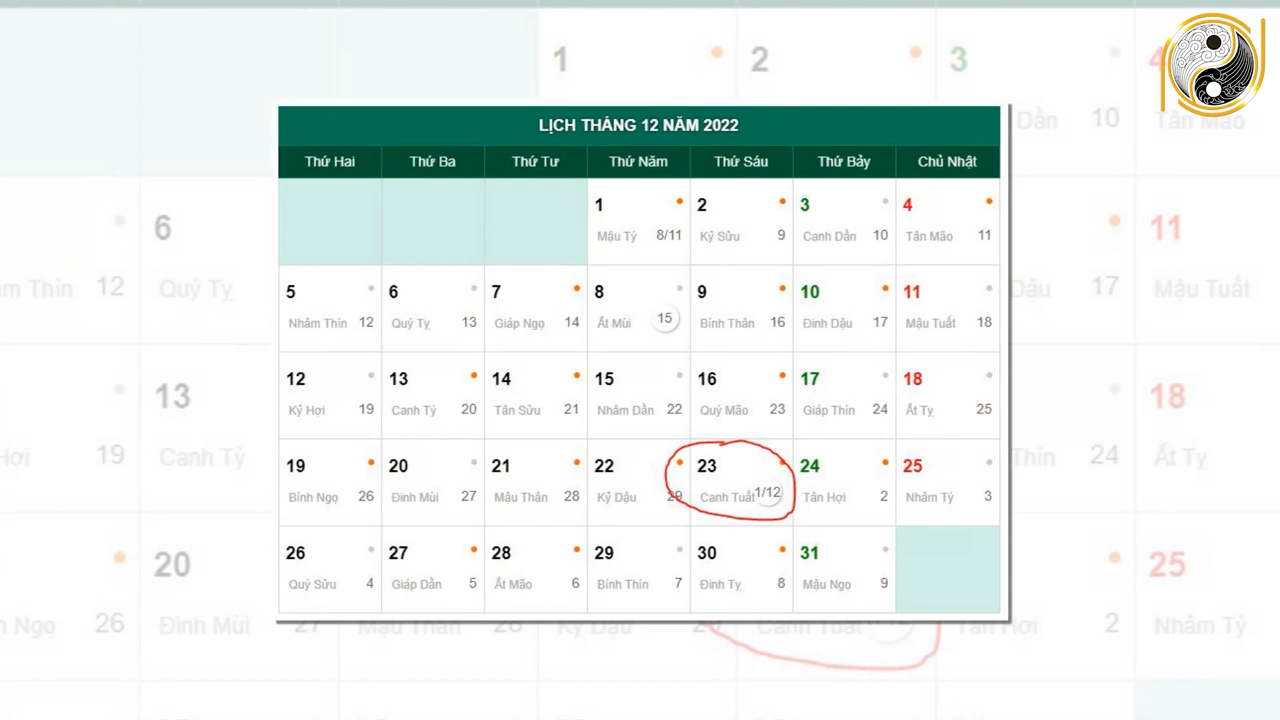 LỊCH THÁNG 12 NĂM 2022
Thứ Hai Thứ Ba Thứ Tư Thứ Năm Thứ Sáu Thứ Bảy Chủ Nhật
1 2 3 4
Mậu Tý 8/11 Kỷ Sửu 9 Canh Dần 10 Tân Mão 11
5 6 7 8 9 10 11
Nhâm Thìn 12 Quý Tỵ 13 Giáp Ngọ 14 Ất Mùi 15 Bính Thân 16 Đinh Dậu 17 Mậu Tuất 18
12 13 14 15 16 17 18
Kỷ Hợi 19 Canh Tý 20 Tân Sửu 21 Nhâm Dần 22 Quý Mão 23 Giáp Thìn 24 Ất Tỵ 25
19 20 21 22 23 24 25
Bính Ngọ 26 Đinh Mùi 27 Mậu Thân 28 Kỷ Dậu 29 Canh Tuất 1/12 Tân Hợi 2 Nhâm Tý 3
26 27 28 29 30 31
Quý Sửu 4 Giáp Dần 5 Ất Mão 6 Bính Thìn 7 Đinh Tỵ 8 Mậu Ngọ 9